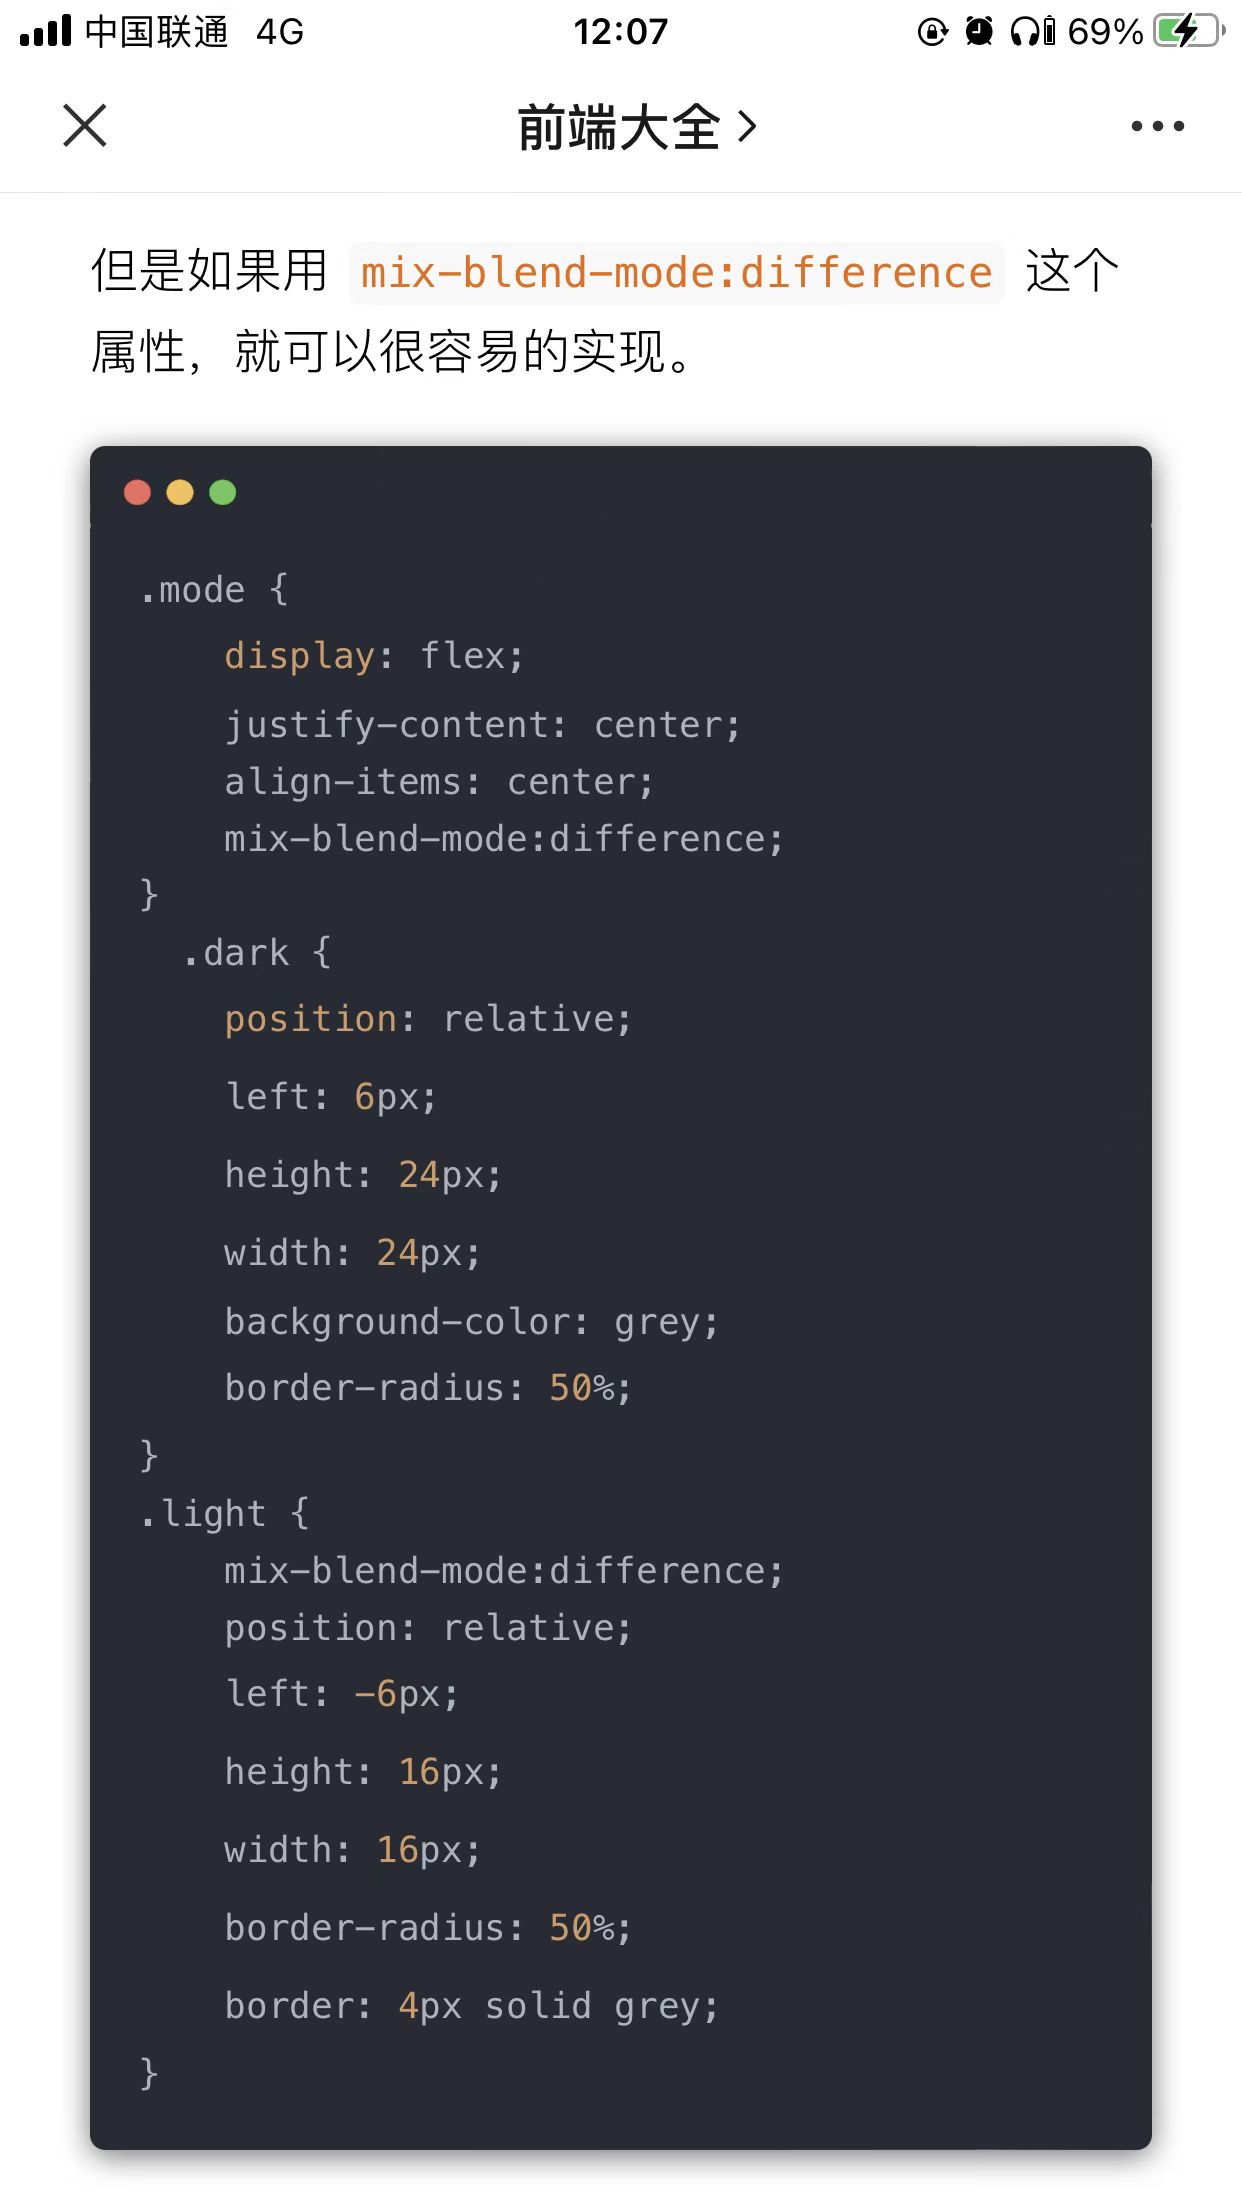 中国联通 4G 12:07 69%
前端大全
但是如果用 mix-blend-mode:difference 这个
属性，就可以很容易的实现。
.mode {
    display: flex;
    justify-content: center;
    align-items: center;
    mix-blend-mode:difference;
}
  .dark {
    position: relative;
    left: 6px;
    height: 24px;
    width: 24px;
    background-color: grey;
    border-radius: 50%;
}
.light {
    mix-blend-mode:difference;
    position: relative;
    left: -6px;
    height: 16px;
    width: 16px;
    border-radius: 50%;
    border: 4px solid grey;
}